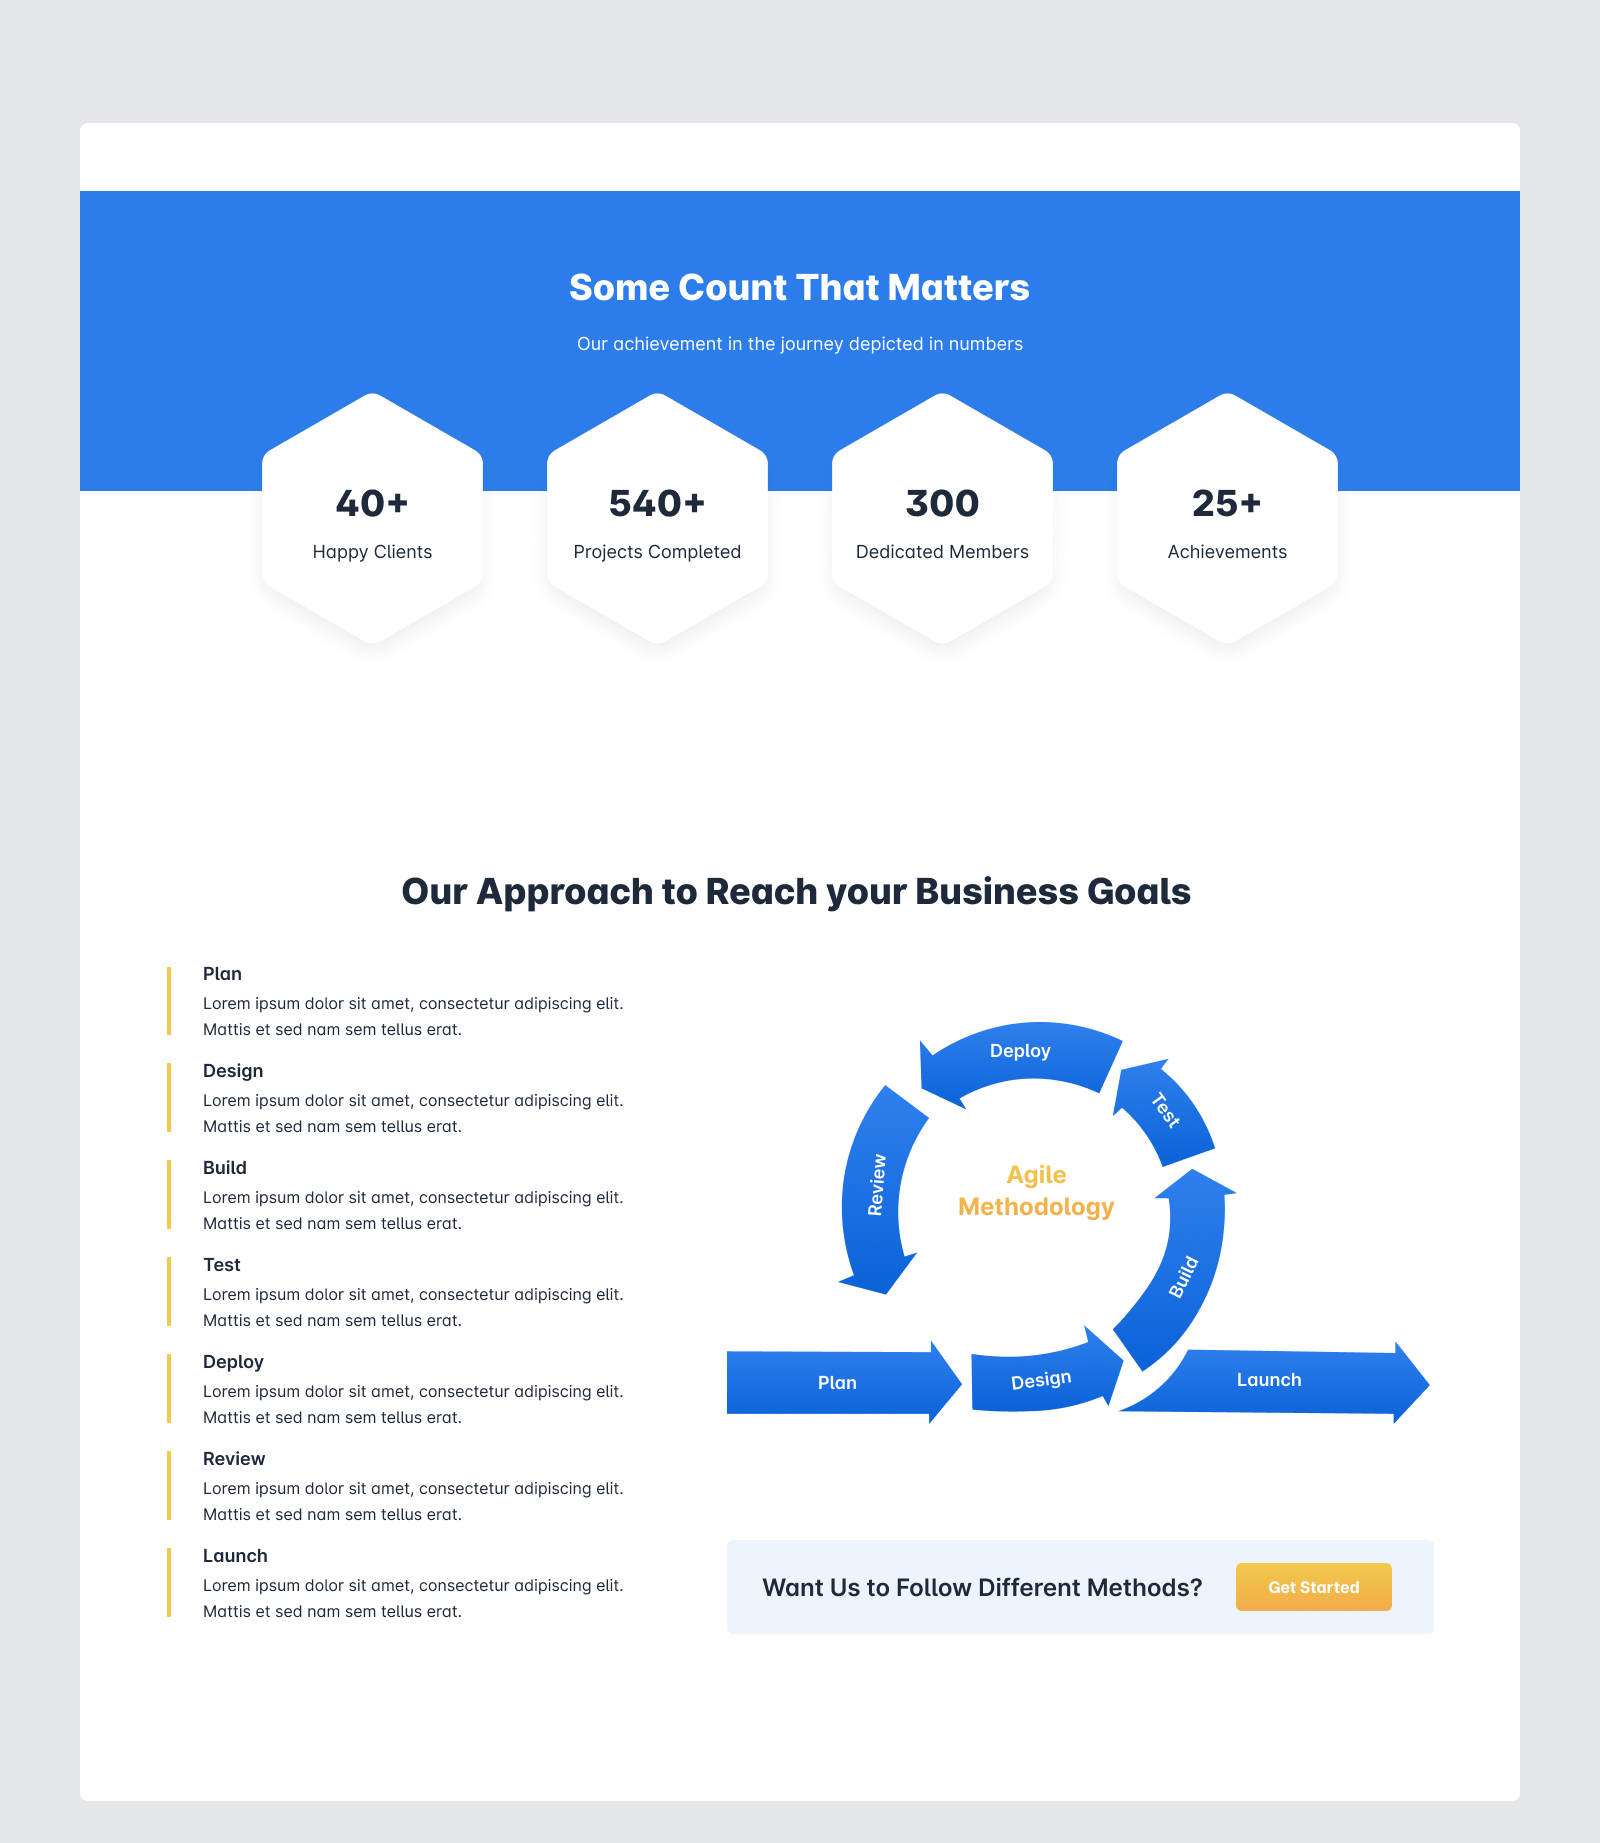 Some Count That Matters
Our achievement in the journey depicted in numbers
40+
Happy Clients
540+
Projects Completed
300
Dedicated Members
25+
Achievements
Our Approach to Reach your Business Goals
Plan
Lorem ipsum dolor sit amet, consectetur adipiscing elit.
Mattis et sed nam sem tellus erat.
Design
Lorem ipsum dolor sit amet, consectetur adipiscing elit.
Mattis et sed nam sem tellus erat.
Build
Lorem ipsum dolor sit amet, consectetur adipiscing elit.
Mattis et sed nam sem tellus erat.
Test
Lorem ipsum dolor sit amet, consectetur adipiscing elit.
Mattis et sed nam sem tellus erat.
Deploy
Lorem ipsum dolor sit amet, consectetur adipiscing elit.
Mattis et sed nam sem tellus erat.
Review
Lorem ipsum dolor sit amet, consectetur adipiscing elit.
Mattis et sed nam sem tellus erat.
Launch
Lorem ipsum dolor sit amet, consectetur adipiscing elit.
Mattis et sed nam sem tellus erat.
Deploy
Test
Review
Agile
Methodology
Build
Plan
Design
Launch
Want Us to Follow Different Methods?
Get Started